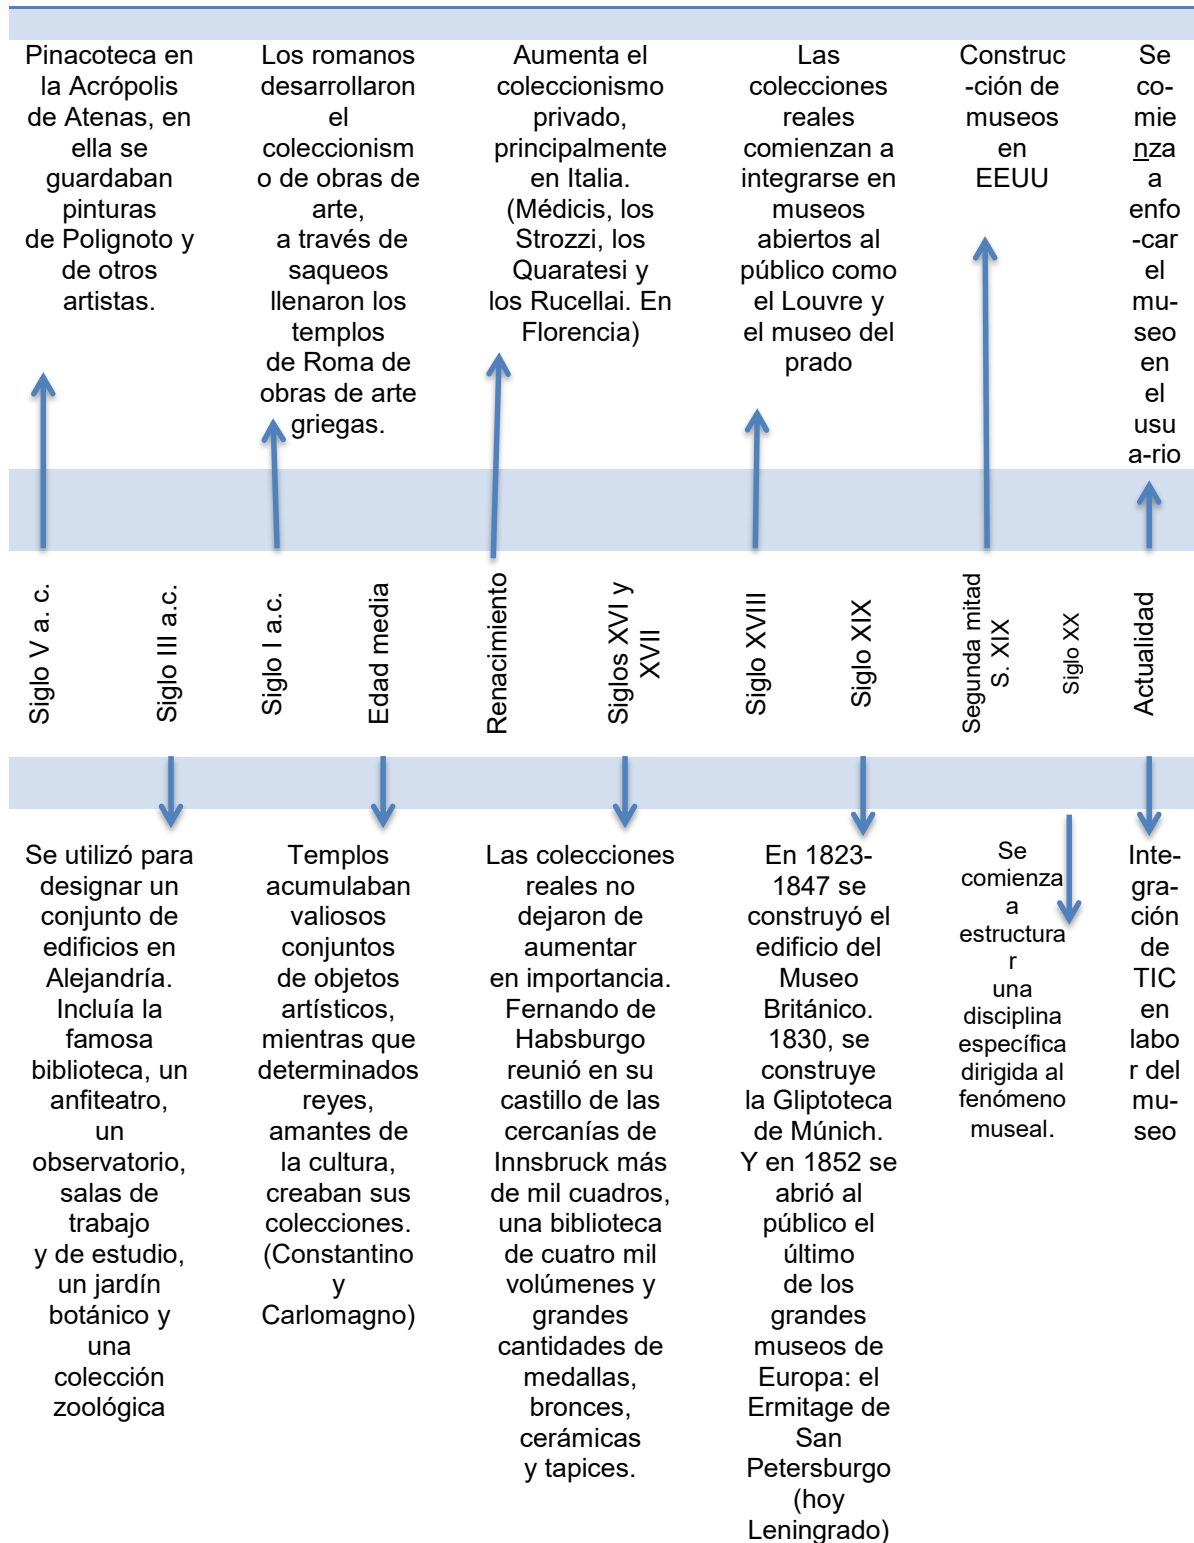 Pinacoteca en
la Acrópolis
de Atenas, en
ella se
guardaban
pinturas
de Polignoto y
de otros
artistas.
Los romanos
desarrollaron
el
coleccionism
o de obras de
arte,
a través de
saqueos
llenaron los
templos
de Roma de
obras de arte
griegas.
Aumenta el
coleccionismo
privado,
principalmente
en Italia.
(Médicis, los
Strozzi, los
Quaratesi y
los Rucellai. En
Florencia)
Las
colecciones
reales
comienzan a
integrarse en
museos
abiertos al
público como
el Louvre y
el museo del
prado
Construc
-ción de
museos
en
EEUU
Se
co-
mie
nza
a
enfo
-car
el
mu-
seo
en
el
usu
a-rio
Siglo V a. c.
Siglo III a.c.
Siglo I a.c.
Edad media
Renacimiento
Siglos XVI y
XVII
Siglo XVIII
Siglo XIX
Segunda mitad
S. XIX
Siglo XX
Actualidad
Se utilizó para
designar un
conjunto de
edificios en
Alejandría.
Incluía la
famosa
biblioteca, un
anfiteatro,
un
observatorio,
salas de
trabajo
y de estudio,
un jardín
botánico y
una
colección
zoológica
Templos
acumulaban
valiosos
conjuntos
de objetos
artísticos,
mientras que
determinados
reyes,
amantes de
la cultura,
creaban sus
colecciones.
(Constantino
y
Carlomagno)
Las colecciones
reales no
dejaron de
aumentar
en importancia.
Fernando de
Habsburgo
reunió en su
castillo de las
cercanías de
Innsbruck más
de mil cuadros,
una biblioteca
de cuatro mil
volúmenes y
grandes
cantidades de
medallas,
bronces,
cerámicas
y tapices.
En 1823-
1847 se
construyó el
edificio del
Museo
Británico.
1830, se
construye
la Gliptoteca
de Múnich.
Y en 1852 se
abrió al
público el
último
de los
grandes
museos de
Europa: el
Ermitage de
San
Petersburgo
(hoy
Leningrado)
Se
comienza
a
estructura
r
una
disciplina
específica
dirigida al
fenómeno
museal.
Inte-
gra-
ción
de
TIC
en
labo
r del
mu-
seo